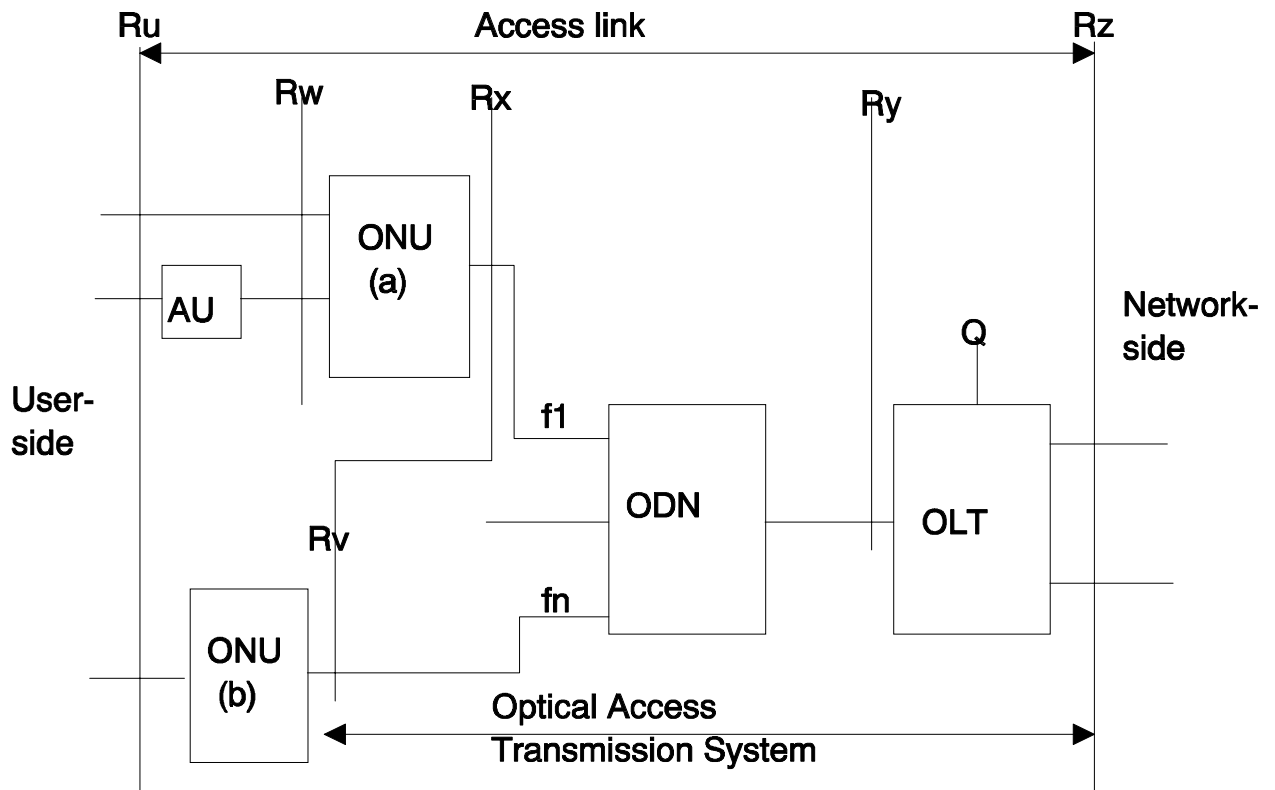 Ru
Access link
Rz
Rw
Rx
Ry
ONU
(a)
AU
Network-
side
Q
User-
side
f1
ODN
OLT
Rv
fn
ONU
(b)
Optical Access
Transmission System